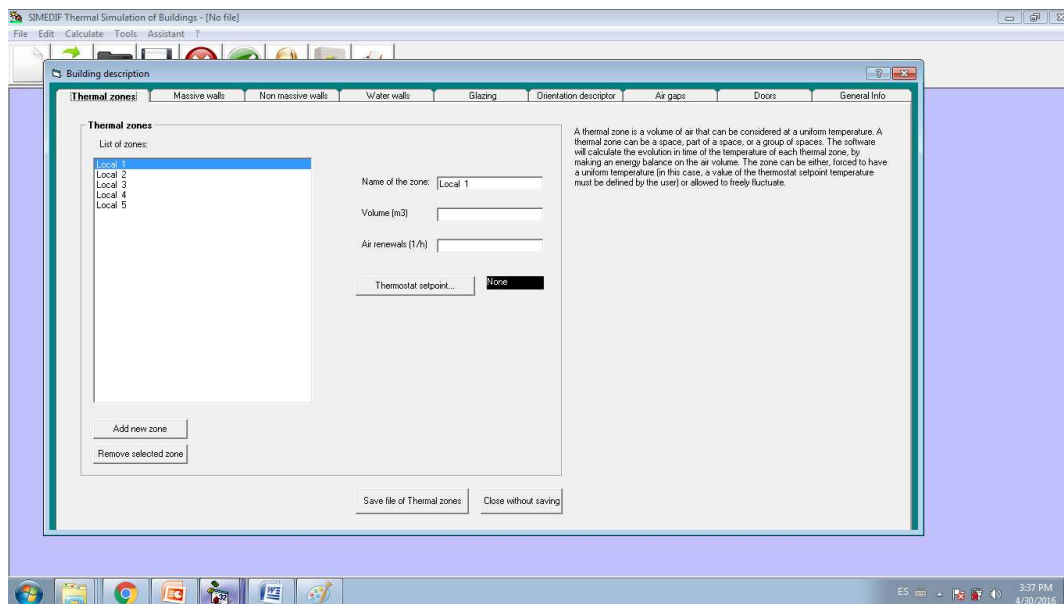 SIMEDIF Thermal Simulation of Buildings - [No file]
File Edit Calculate Tools Assistant ?
Building description
Thermal zones Massive walls Non massive walls Water walls Glazing Orientation descriptor Air gaps Doors General Info
Thermal zones
List of zones:
Local 1
Local 2
Local 3
Local 4
Local 5
Name of the zone: Local 1
Volume (m3)
Air renewals (1/h)
Thermostat setpoint... None
Add new zone
Remove selected zone
A thermal zone is a volume of air that can be considered at a uniform temperature. A
thermal zone can be a space, part of a space, or a group of spaces. The software
will calculate the evolution in time of the temperature of each thermal zone, by
making an energy balance on the air volume. The zone can be either, forced to have
a uniform temperature (in this case, a value of the thermostat setpoint temperature
must be defined by the user) or allowed to freely fluctuate.
Save file of Thermal zones Close without saving
ES 3:37 PM
4/30/2016